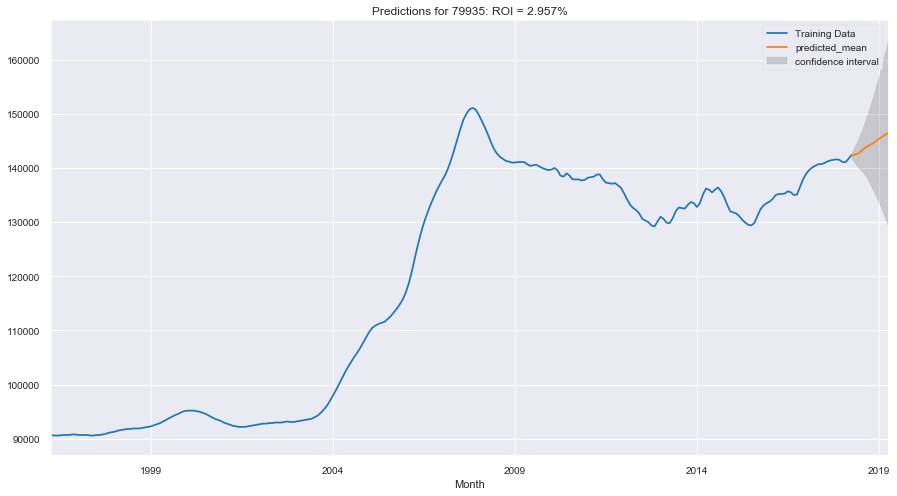 Predictions for 79935: ROI = 2.957%
Training Data
predicted_mean
confidence interval
160000
150000
140000
130000
120000
110000
100000
90000
1999
2004
2009
2014
2019
Month